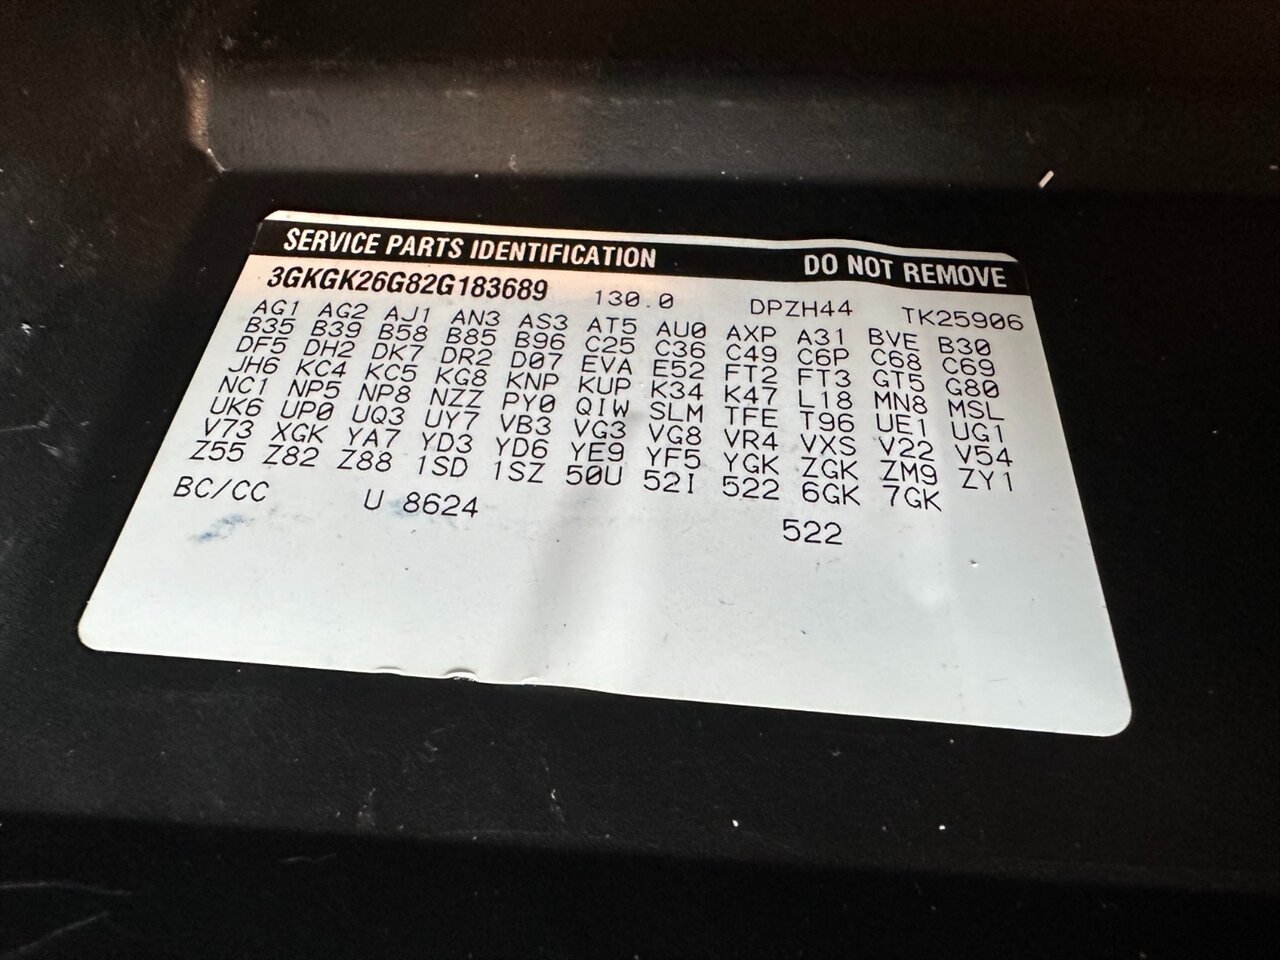 SERVICE PARTS IDENTIFICATION DO NOT REMOVE
3GKGK26G82G183689 130.0 DPZH44 TK25906
AG1 AG2 AJ1 AN3 AS3 AT5 AU0 AXP A31 BVE B30
B35 B39 B58 B85 B96 C25 C36 C49 C6P C68 C69
DF5 DH2 DK7 DR2 D07 EVA E52 FT2 FT3 GT5 G80
JH6 KC4 KC5 KG8 KNP KUP K34 K47 L18 MN8 MSL
NC1 NP5 NP8 NZZ PY0 QIW SLM TFE T96 UE1 UG1
UK6 UP0 UQ3 UY7 VB3 VG3 VG8 VR4 VXS V22 V54
V73 XGK YA7 YD3 YD6 YE9 YF5 YGK ZGK ZM9 ZY1
Z55 Z82 Z88 1SD 1SZ 50U 52I 522 6GK 7GK
BC/CC U 8624 522